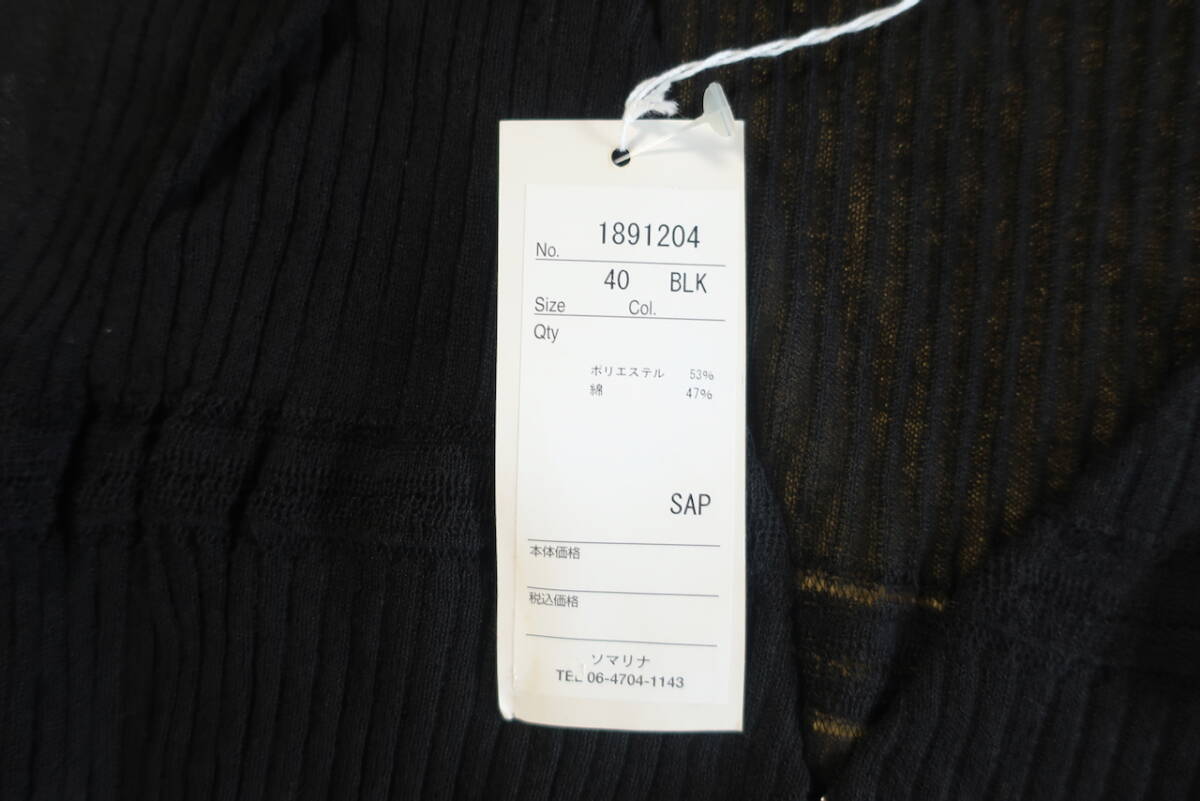 No. 1891204
40 BLK
Size Col.
Qty
ポリエステル 53%
綿 47%
SAP
本体価格
税込価格
ソマリナ
TEL 06-4704-1143